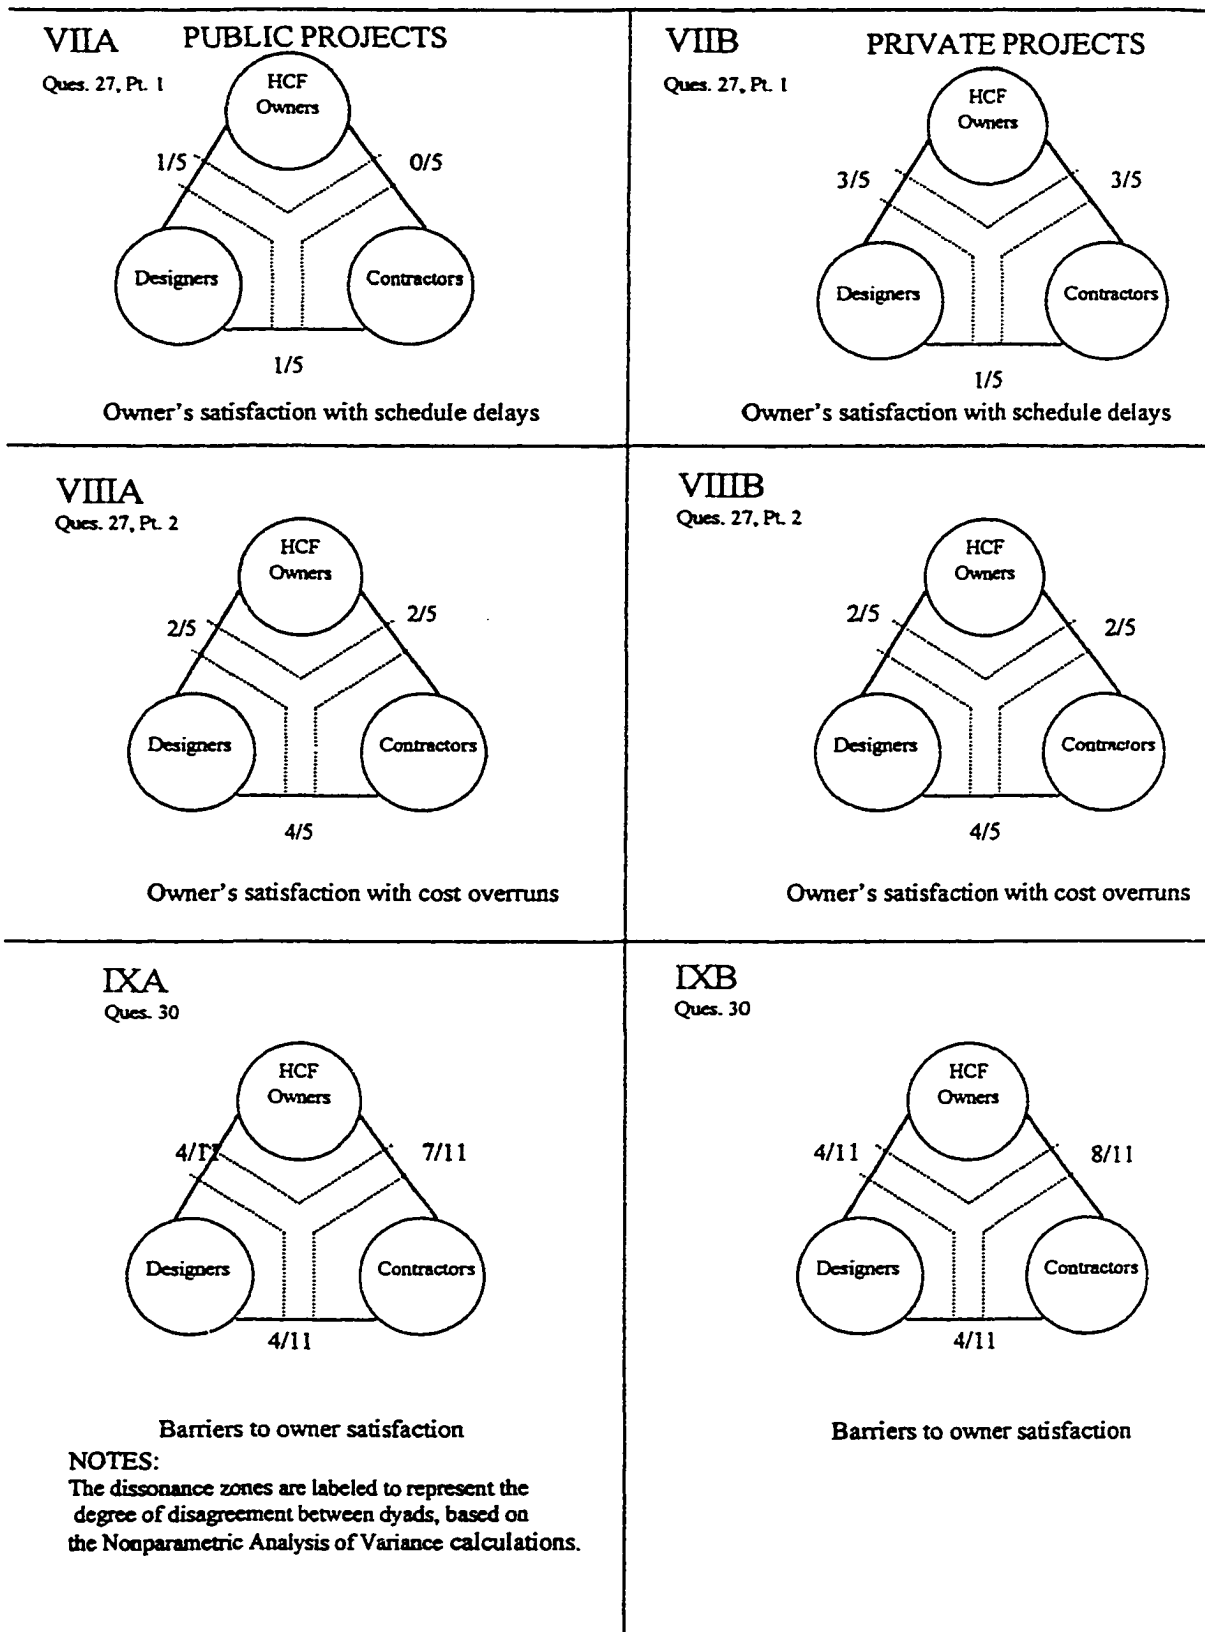 VIIA PUBLIC PROJECTS
Ques. 27, Pt. 1
HCF
Owners
1/5
0/5
Designers
Contractors
1/5
Owner's satisfaction with schedule delays
VIIB PRIVATE PROJECTS
Ques. 27, Pt. 1
HCF
Owners
3/5
3/5
Designers
Contractors
1/5
Owner's satisfaction with schedule delays
VIIIA
Ques. 27, Pt. 2
HCF
Owners
2/5
2/5
Designers
Contractors
4/5
Owner's satisfaction with cost overruns
VIIIB
Ques. 27, Pt. 2
HCF
Owners
2/5
2/5
Designers
Contractors
4/5
Owner's satisfaction with cost overruns
IXA
Ques. 30
HCF
Owners
4/11
7/11
Designers
Contractors
4/11
Barriers to owner satisfaction
NOTES:
The dissonance zones are labeled to represent the
degree of disagreement between dyads, based on
the Nonparametric Analysis of Variance calculations.
IXB
Ques. 30
HCF
Owners
4/11
8/11
Designers
Contractors
4/11
Barriers to owner satisfaction